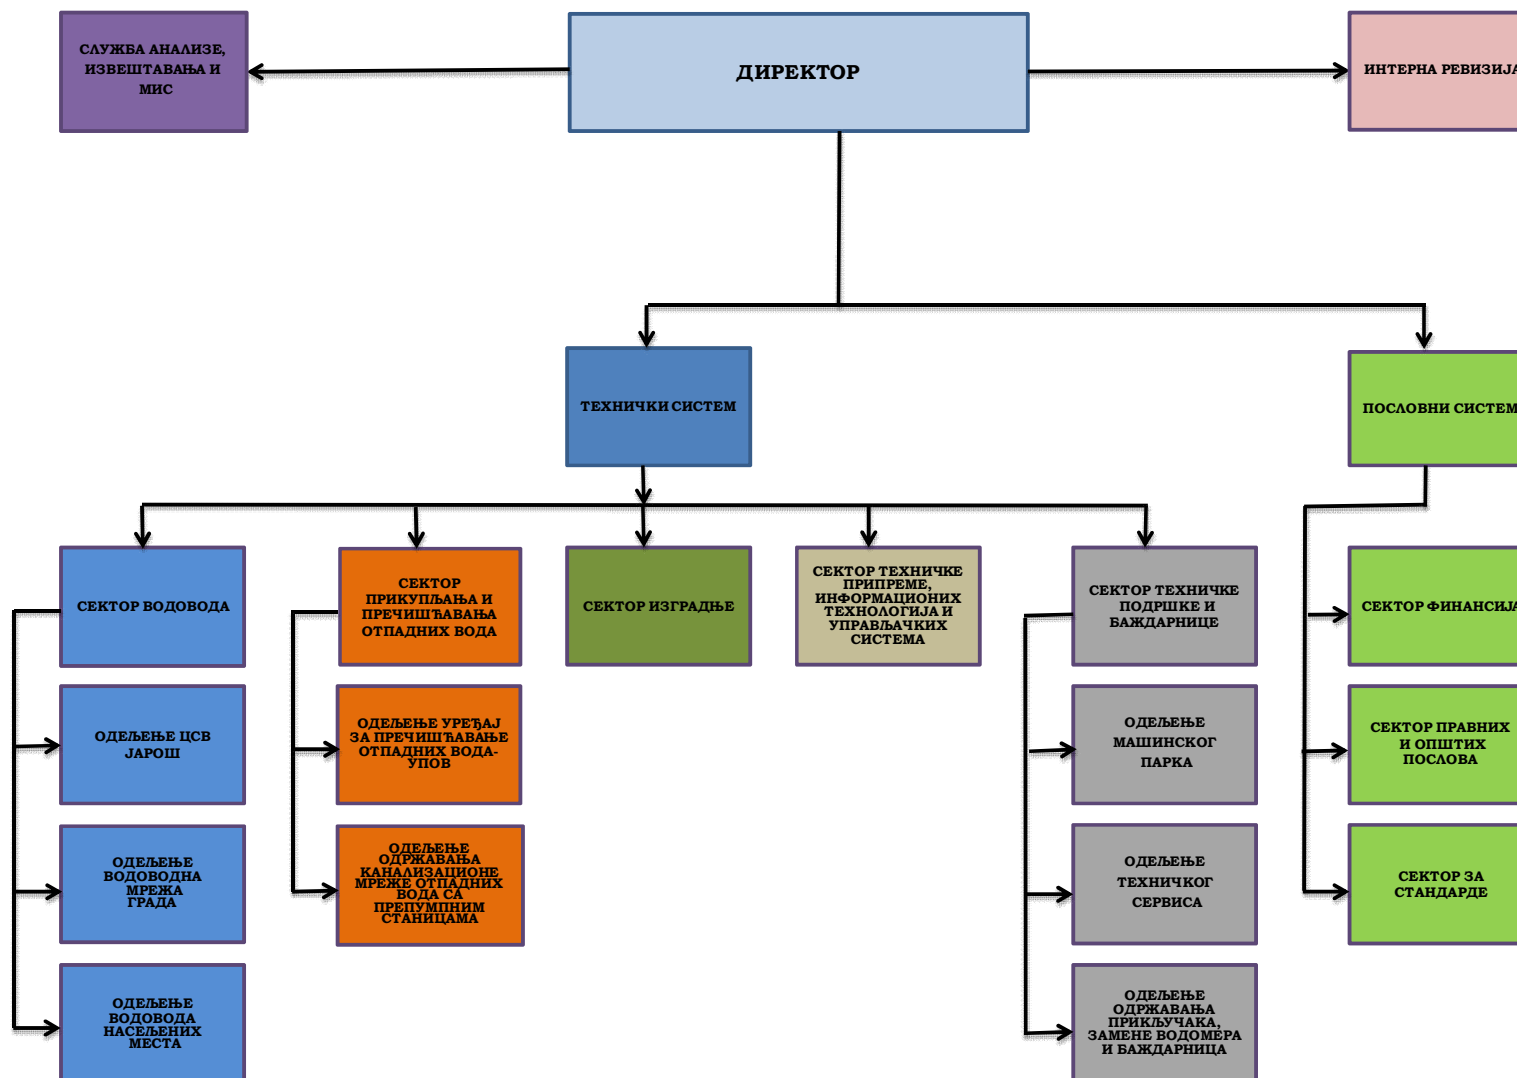 СЛУЖБА АНАЛИЗЕ,
ИЗВЕШТАВАЊА И
МИС
ДИРЕКТОР
ИНТЕРНА РЕВИЗИЈА
ТЕХНИЧКИ СИСТЕМ
ПОСЛОВНИ СИСТЕМ
СЕКТОР ВОДОВОДА
СЕКТОР
ПРИКУПЉАЊА И
ПРЕЧИШЋАВАЊА
ОТПАДНИХ ВОДА
СЕКТОР ИЗГРАДЊЕ
СЕКТОР ТЕХНИЧКЕ
ПРИПРЕМЕ,
ИНФОРМАЦИОНИХ
ТЕХНОЛОГИЈА И
УПРАВЉАЧКИХ
СИСТЕМА
СЕКТОР ТЕХНИЧКЕ
ПОДРШКЕ И
БАЖДАРНИЦЕ
СЕКТОР ФИНАНСИЈА
ОДЕЉЕЊЕ ЦСВ
ЈАРОШ
ОДЕЉЕЊЕ УРЕЂАЈ
ЗА ПРЕЧИШЋАВАЊЕ
ОТПАДНИХ ВОДА-
УПОВ
ОДЕЉЕЊЕ
МАШИНСКОГ
ПАРКА
СЕКТОР ПРАВНИХ
И ОПШТИХ
ПОСЛОВА
ОДЕЉЕЊЕ
ВОДОВОДНА
МРЕЖА
ГРАДА
ОДЕЉЕЊЕ
ОДРЖАВАЊА
КАНАЛИЗАЦИОНЕ
МРЕЖЕ ОТПАДНИХ
ВОДА СА
ПРЕПУМПНИМ
СТАНИЦАМА
ОДЕЉЕЊЕ
ТЕХНИЧКОГ
СЕРВИСА
СЕКТОР ЗА
СТАНДАРДЕ
ОДЕЉЕЊЕ
ВОДОВОДА
НАСЕЉЕНИХ
МЕСТА
ОДЕЉЕЊЕ
ОДРЖАВАЊА
ПРИКЉУЧАКА,
ЗАМЕНЕ ВОДОМЕРА
И БАЖДАРНИЦА